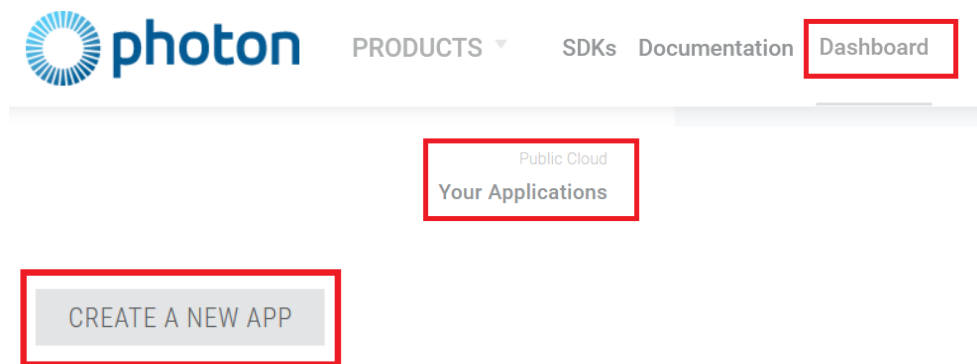 photon PRODUCTS SDKs Documentation Dashboard
Public Cloud
Your Applications
CREATE A NEW APP